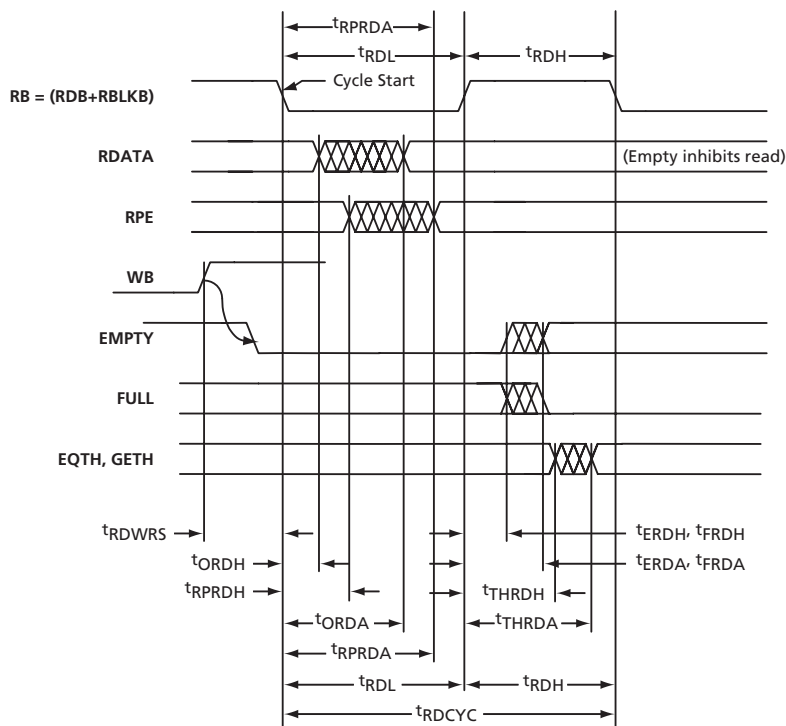 tRPRDA
tRDL tRDH
Cycle Start
RB = (RDB+RBLKB)
RDATA (Empty inhibits read)
RPE
WB
EMPTY
FULL
EQTH, GETH
tRDWRS tERDH, tFRDH
tORDH tERDA, tFRDA
tRPRDH tTHRDH
tORDA tTHRDA
tRPRDA
tRDL tRDH
tRDCYC